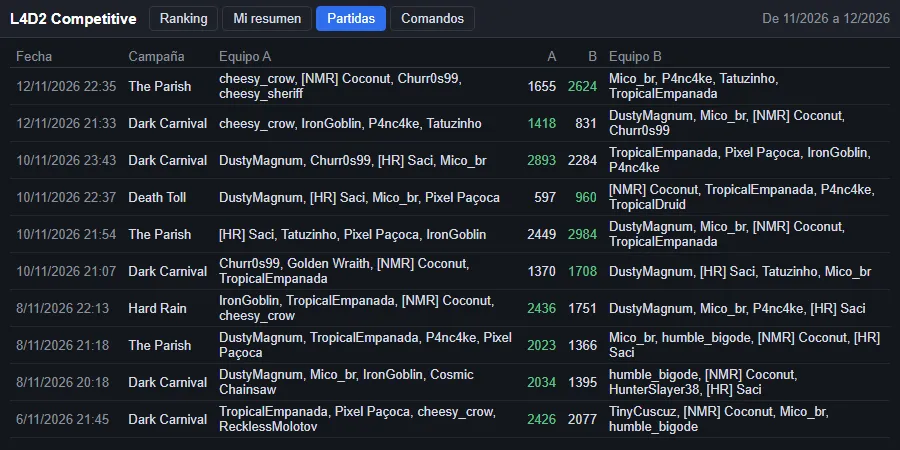 L4D2 Competitive Ranking Mi resumen Partidas Comandos De 11/2026 a 12/2026
Fecha Campaña Equipo A A B Equipo B
12/11/2026 22:35 The Parish cheesy_crow, [NMR] Coconut, Churr0s99, cheesy_sheriff 1655 2624 Mico_br, P4nc4ke, Tatuzinho, TropicalEmpanada
12/11/2026 21:33 Dark Carnival cheesy_crow, IronGoblin, P4nc4ke, Tatuzinho 1418 831 DustyMagnum, Mico_br, [NMR] Coconut, Churr0s99
10/11/2026 23:43 Dark Carnival DustyMagnum, Churr0s99, [HR] Saci, Mico_br 2893 2284 TropicalEmpanada, Pixel Paçoca, IronGoblin, P4nc4ke
10/11/2026 22:37 Death Toll DustyMagnum, [HR] Saci, Mico_br, Pixel Paçoca 597 960 [NMR] Coconut, TropicalEmpanada, P4nc4ke, TropicalDruid
10/11/2026 21:54 The Parish [HR] Saci, Tatuzinho, Pixel Paçoca, IronGoblin 2449 2984 DustyMagnum, Mico_br, [NMR] Coconut, TropicalEmpanada
10/11/2026 21:07 Dark Carnival Churr0s99, Golden Wraith, [NMR] Coconut, TropicalEmpanada 1370 1708 DustyMagnum, [HR] Saci, Tatuzinho, Mico_br
8/11/2026 22:13 Hard Rain IronGoblin, TropicalEmpanada, [NMR] Coconut, cheesy_crow 2436 1751 DustyMagnum, Mico_br, P4nc4ke, [HR] Saci
8/11/2026 21:18 The Parish DustyMagnum, TropicalEmpanada, P4nc4ke, Pixel Paçoca 2023 1366 Mico_br, humble_bigode, [NMR] Coconut, [HR] Saci
8/11/2026 20:18 Dark Carnival DustyMagnum, Mico_br, IronGoblin, Cosmic Chainsaw 2034 1395 humble_bigode, [NMR] Coconut, HunterSlayer38, [HR] Saci
6/11/2026 21:45 Dark Carnival TropicalEmpanada, Pixel Paçoca, cheesy_crow, RecklessMolotov 2426 2077 TinyCuscuz, [NMR] Coconut, Mico_br, humble_bigode